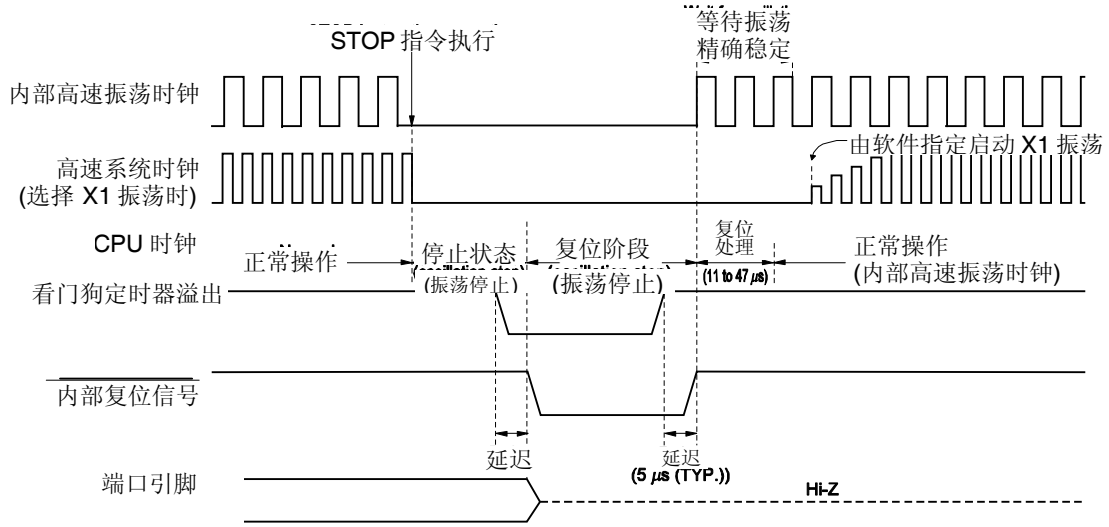 STOP 指令执行
等待振荡
精确稳定
内部高速振荡时钟
由软件指定启动 X1 振荡
高速系统时钟
(选择 X1 振荡时)
CPU 时钟
正常操作
停止状态
(振荡停止)
复位阶段
(振荡停止)
复位
处理
(11 to 47 μs)
正常操作
(内部高速振荡时钟)
看门狗定时器溢出
内部复位信号
延迟
延迟
(5 μs (TYP.))
端口引脚
Hi-Z